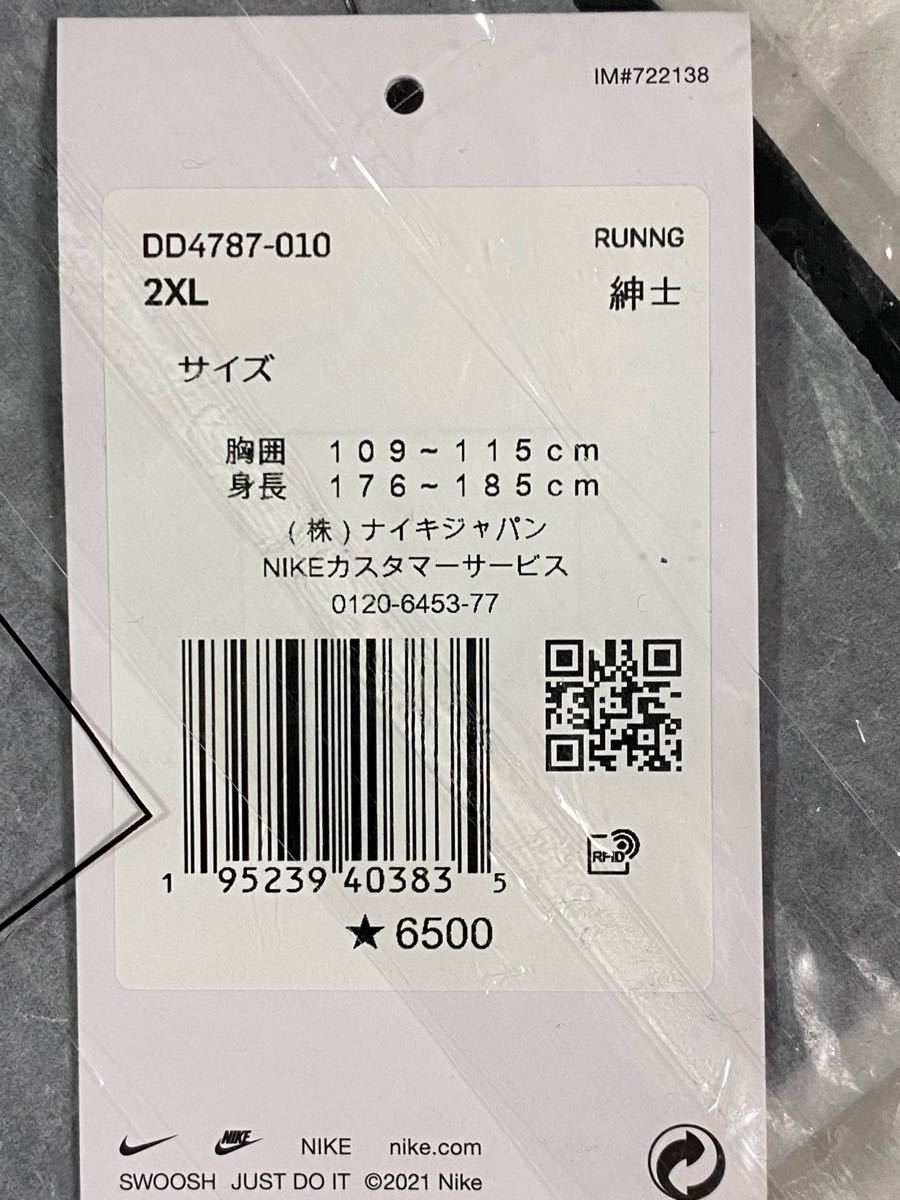 IM#722138
DD4787-010 RUNNG
2XL 紳士
サイズ
胸囲 109~115cm
身長 176~185cm
(株)ナイキジャパン
NIKEカスタマーサービス
0120-6453-77
RFID
1 95239 40383 5
★6500
NIKE NIKE nike.com
SWOOSH JUST DO IT ©2021 Nike